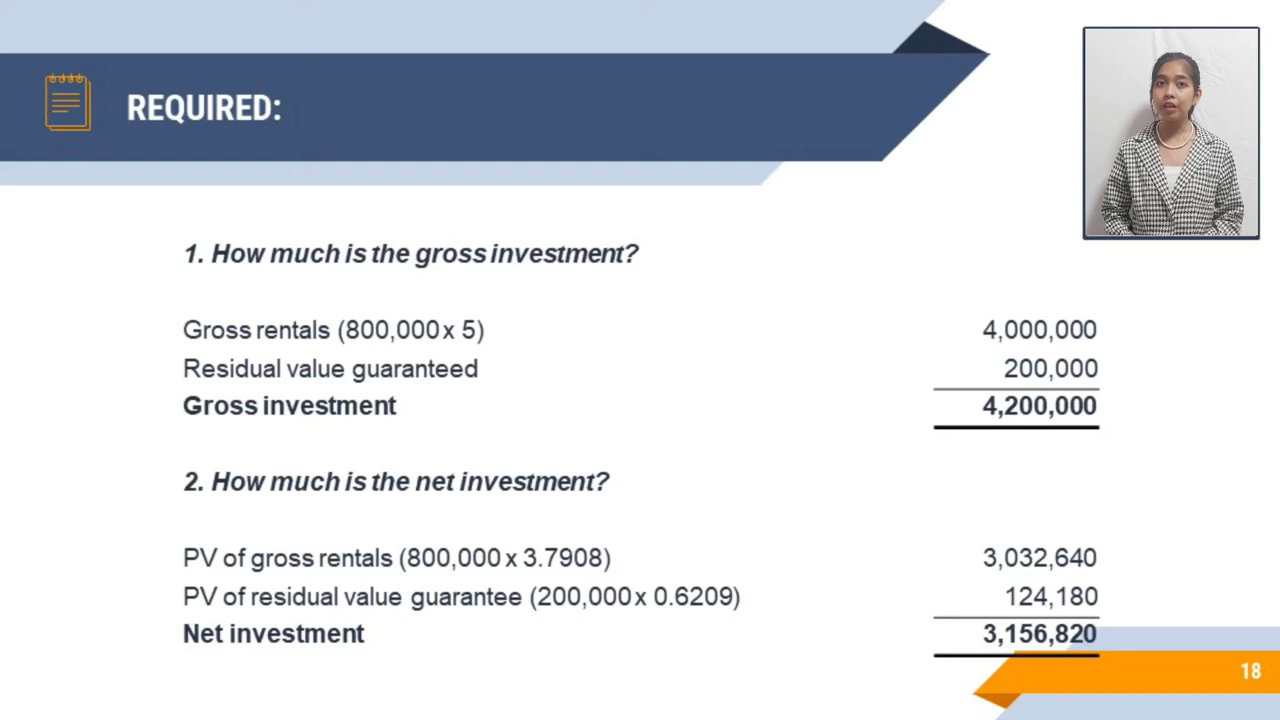 REQUIRED:
1. How much is the gross investment?
Gross rentals (800,000 x 5) 4,000,000
Residual value guaranteed 200,000
Gross investment 4,200,000
2. How much is the net investment?
PV of gross rentals (800,000 x 3.7908) 3,032,640
PV of residual value guarantee (200,000 x 0.6209) 124,180
Net investment 3,156,820
18